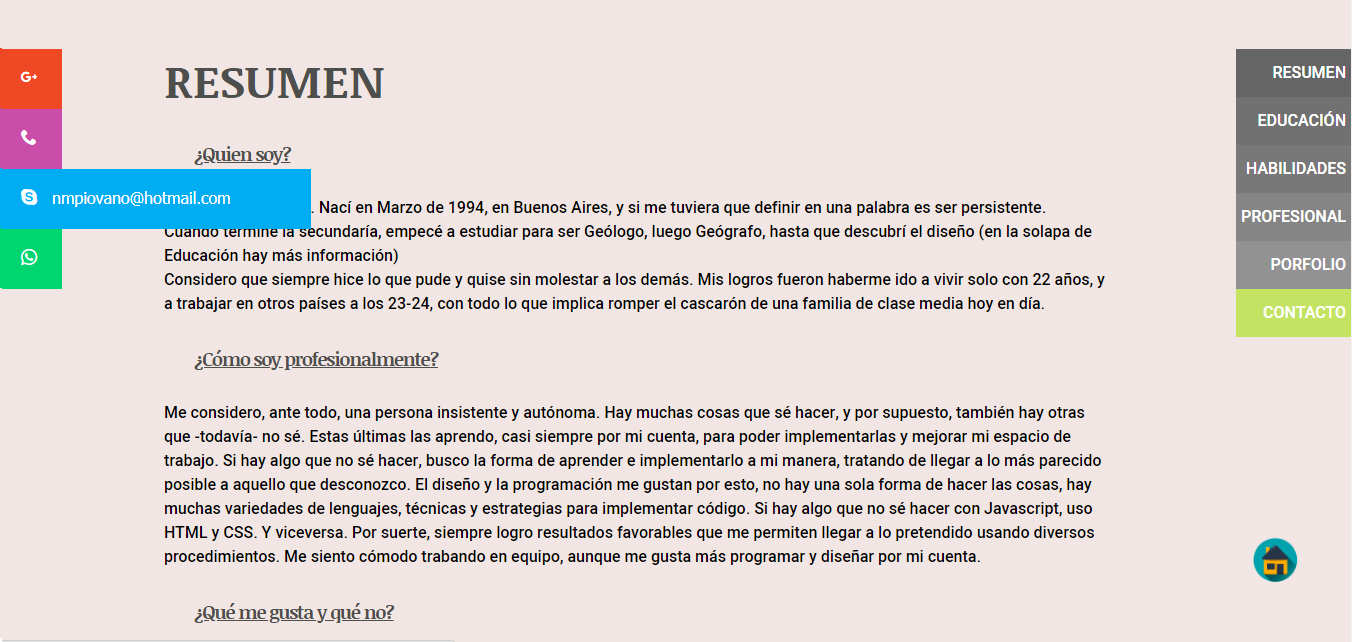 RESUMEN
¿Quien soy?
nmpiovano@hotmail.com
. Nací en Marzo de 1994, en Buenos Aires, y si me tuviera que definir en una palabra es ser persistente.
Cuando terminé la secundaría, empecé a estudiar para ser Geólogo, luego Geógrafo, hasta que descubrí el diseño (en la solapa de
Educación hay más información)
Considero que siempre hice lo que pude y quise sin molestar a los demás. Mis logros fueron haberme ido a vivir solo con 22 años, y
a trabajar en otros países a los 23-24, con todo lo que implica romper el cascarón de una familia de clase media hoy en día.
¿Cómo soy profesionalmente?
Me considero, ante todo, una persona insistente y autónoma. Hay muchas cosas que sé hacer, y por supuesto, también hay otras
que -todavía- no sé. Estas últimas las aprendo, casi siempre por mi cuenta, para poder implementarlas y mejorar mi espacio de
trabajo. Si hay algo que no sé hacer, busco la forma de aprender e implementarlo a mi manera, tratando de llegar a lo más parecido
posible a aquello que desconozco. El diseño y la programación me gustan por esto, no hay una sola forma de hacer las cosas, hay
muchas variedades de lenguajes, técnicas y estrategias para implementar código. Si hay algo que no sé hacer con Javascript, uso
HTML y CSS. Y viceversa. Por suerte, siempre logro resultados favorables que me permiten llegar a lo pretendido usando diversos
procedimientos. Me siento cómodo trabando en equipo, aunque me gusta más programar y diseñar por mi cuenta.
¿Qué me gusta y qué no?
RESUMEN
EDUCACIÓN
HABILIDADES
PROFESIONAL
PORFOLIO
CONTACTO
G+